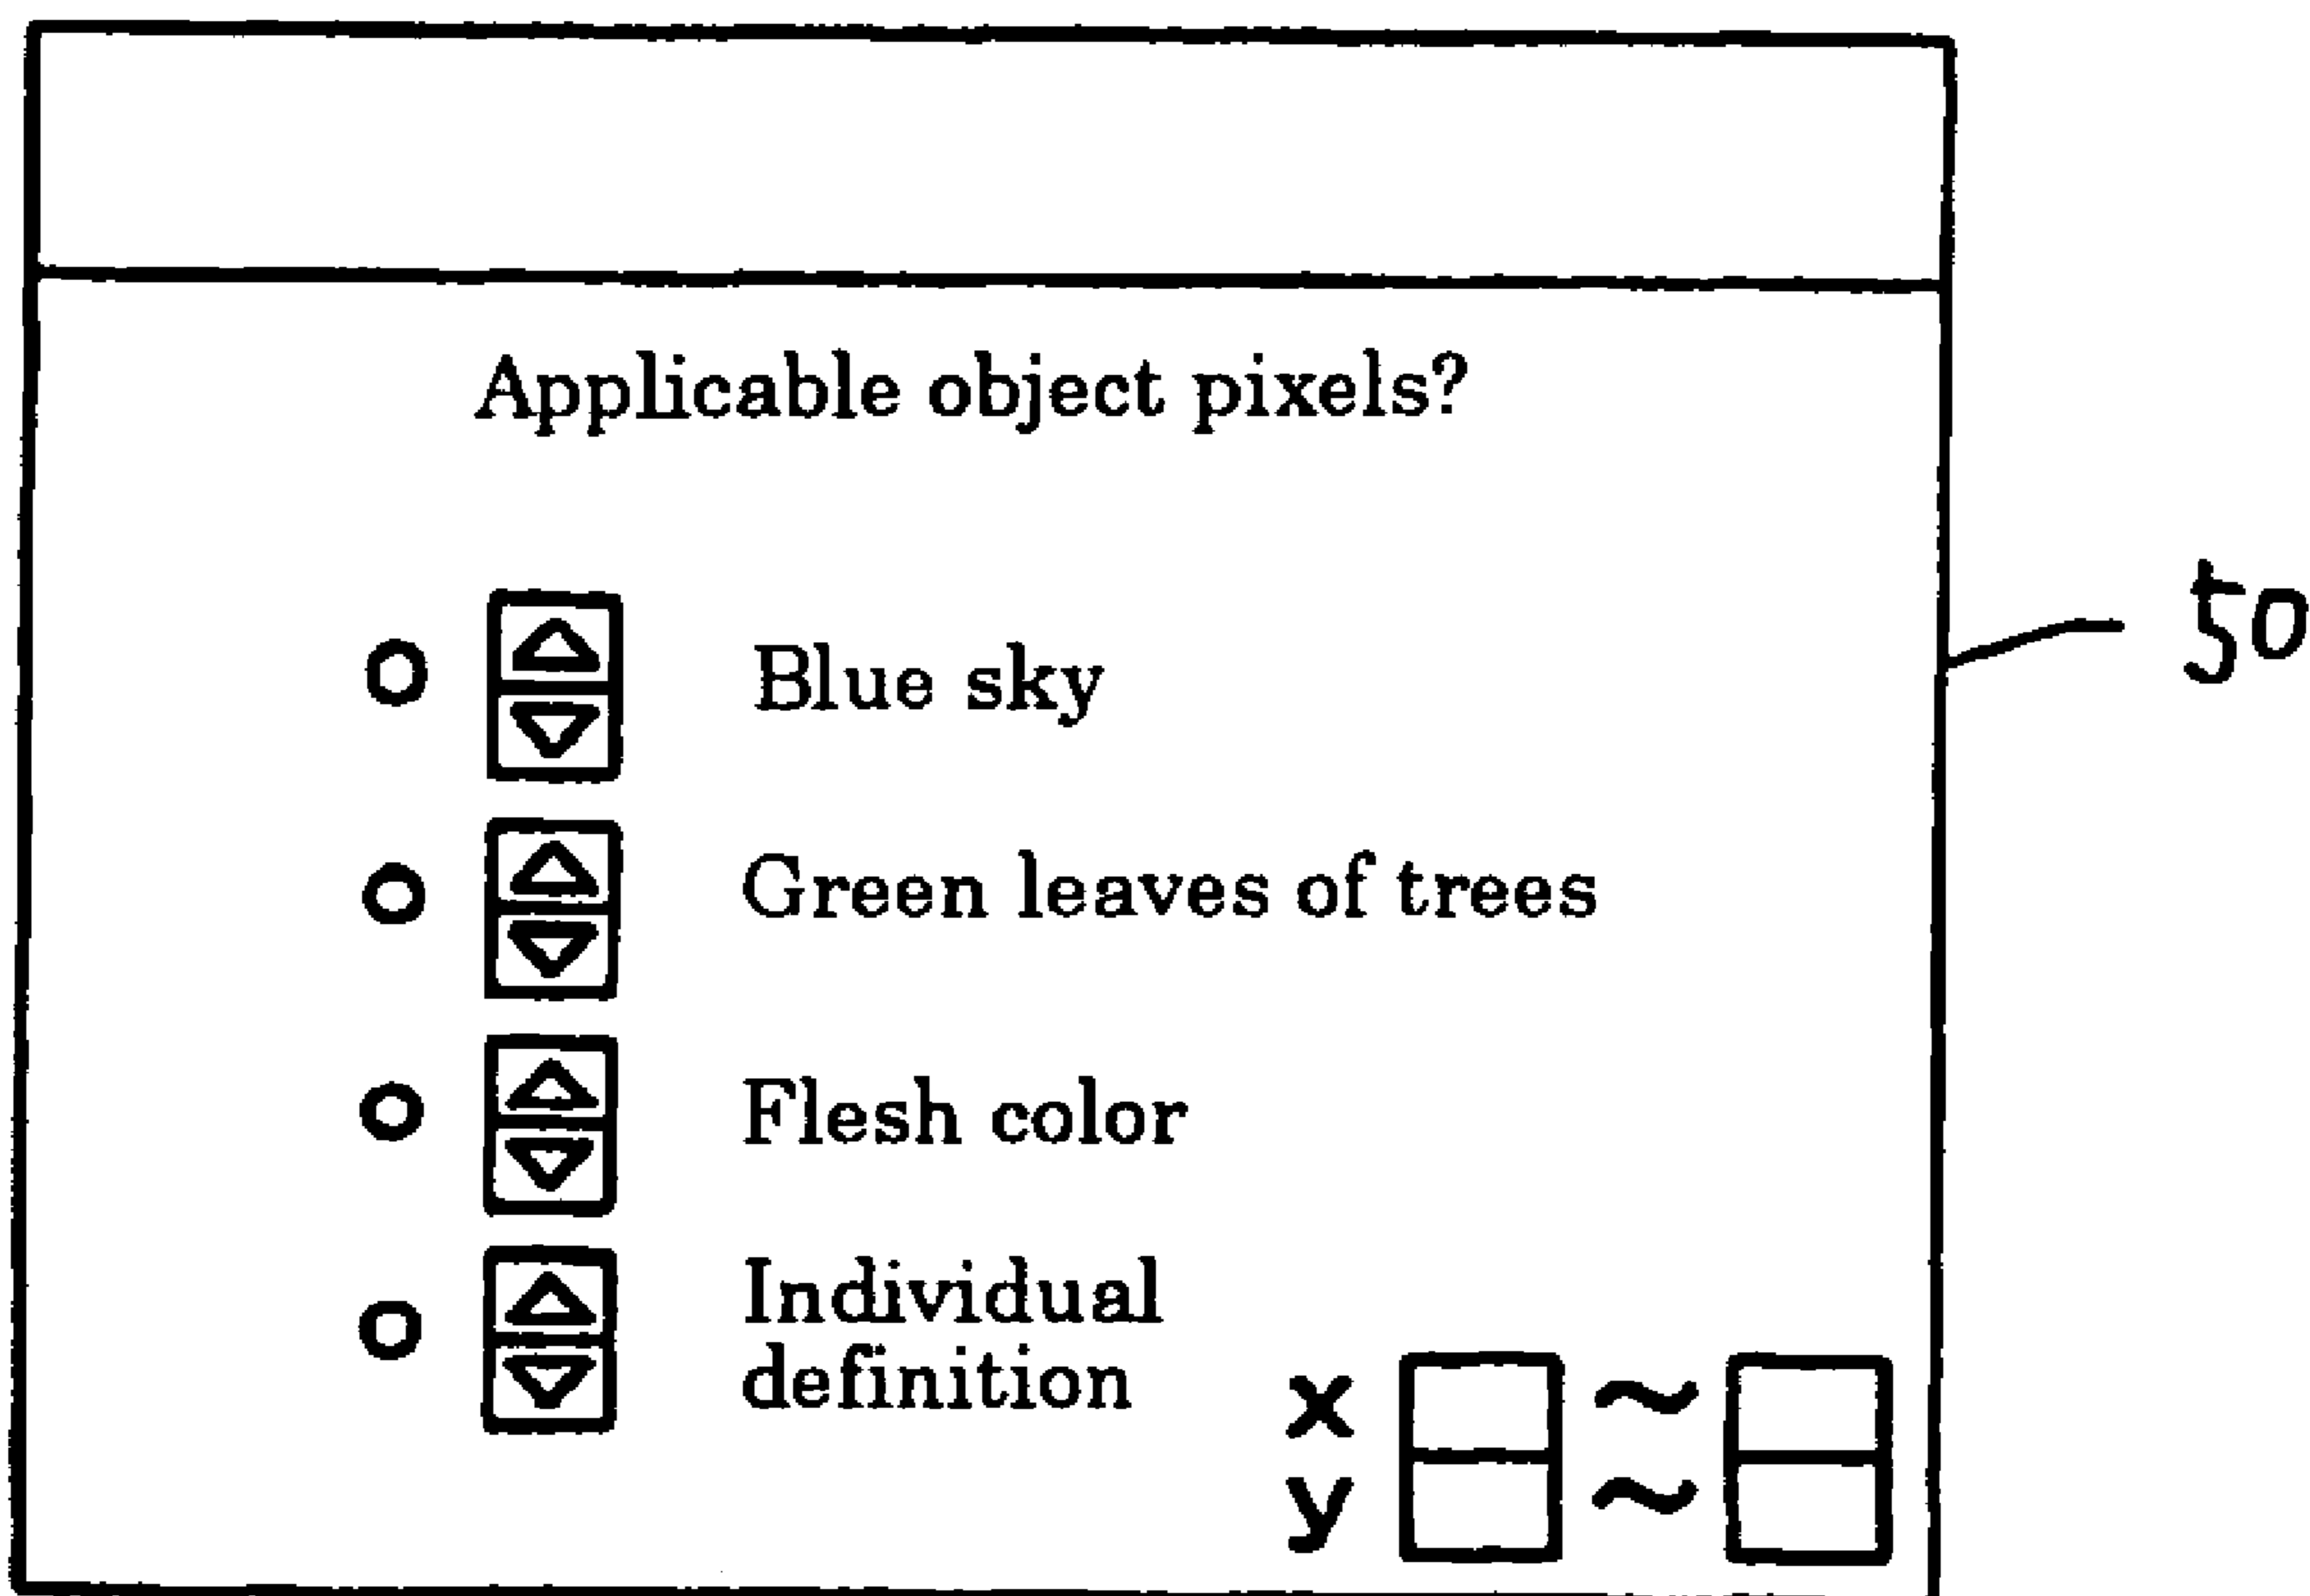 Applicable object pixels?
50
Blue sky
Green leaves of trees
Flesh color
Individual
definition
x ~
y ~